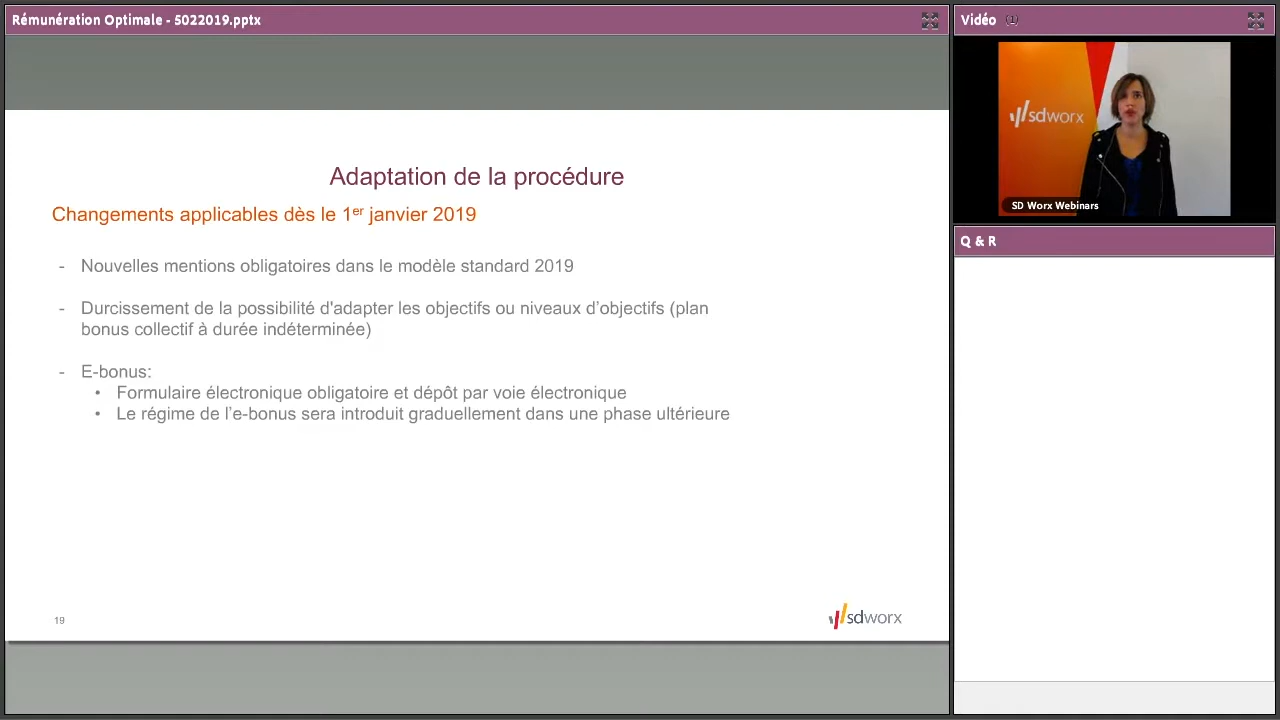 Rémunération Optimale - 5022019.pptx
Adaptation de la procédure
Changements applicables dès le 1er janvier 2019
- Nouvelles mentions obligatoires dans le modèle standard 2019
- Durcissement de la possibilité d'adapter les objectifs ou niveaux d’objectifs (plan
bonus collectif à durée indéterminée)
- E-bonus:
• Formulaire électronique obligatoire et dépôt par voie électronique
• Le régime de l’e-bonus sera introduit graduellement dans une phase ultérieure
19
sdworx
Vidéo (1)
sdworx
SD Worx Webinars
Q & R